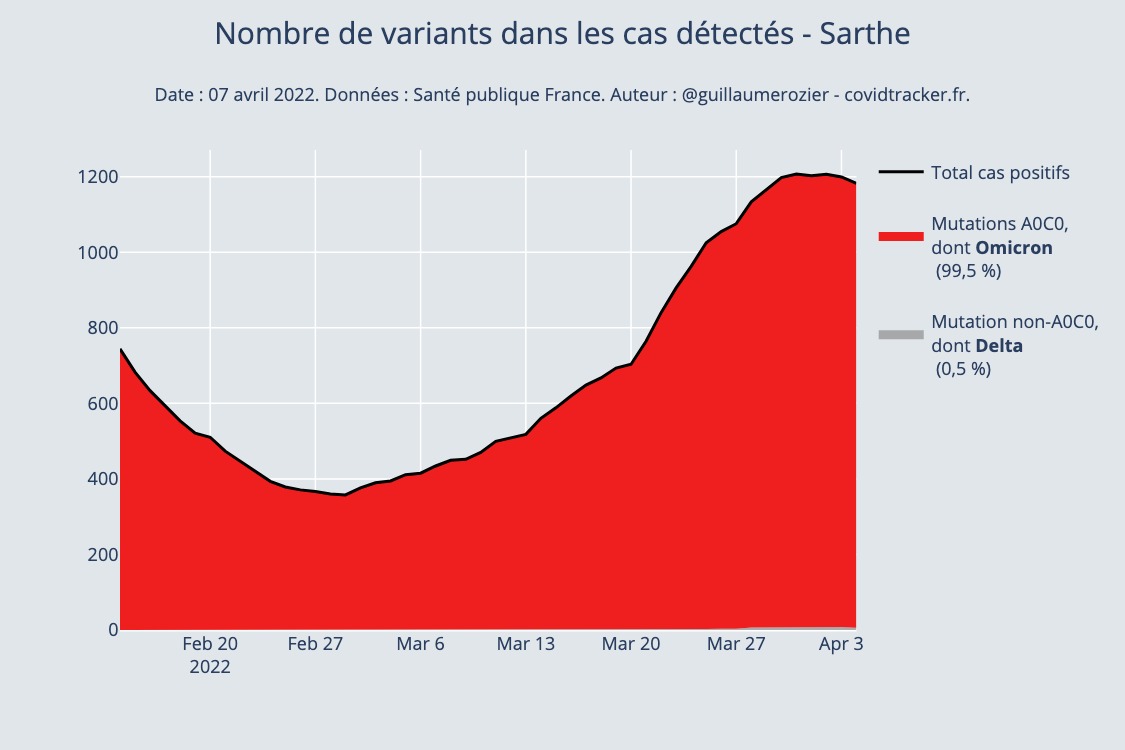 Nombre de variants dans les cas détectés - Sarthe
Date : 07 avril 2022. Données : Santé publique France. Auteur : @guillaumerozier - covidtracker.fr.
1200
1000
800
600
400
200
0
Feb 20
2022
Feb 27
Mar 6
Mar 13
Mar 20
Mar 27
Apr 3
Total cas positifs
Mutations A0C0,
dont Omicron
(99,5 %)
Mutation non-A0C0,
dont Delta
(0,5 %)